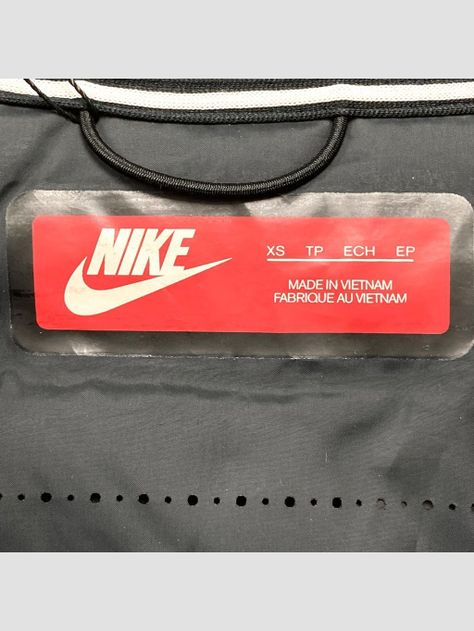 NIKE
XS TP ECH EP
MADE IN VIETNAM
FABRIQUE AU VIETNAM